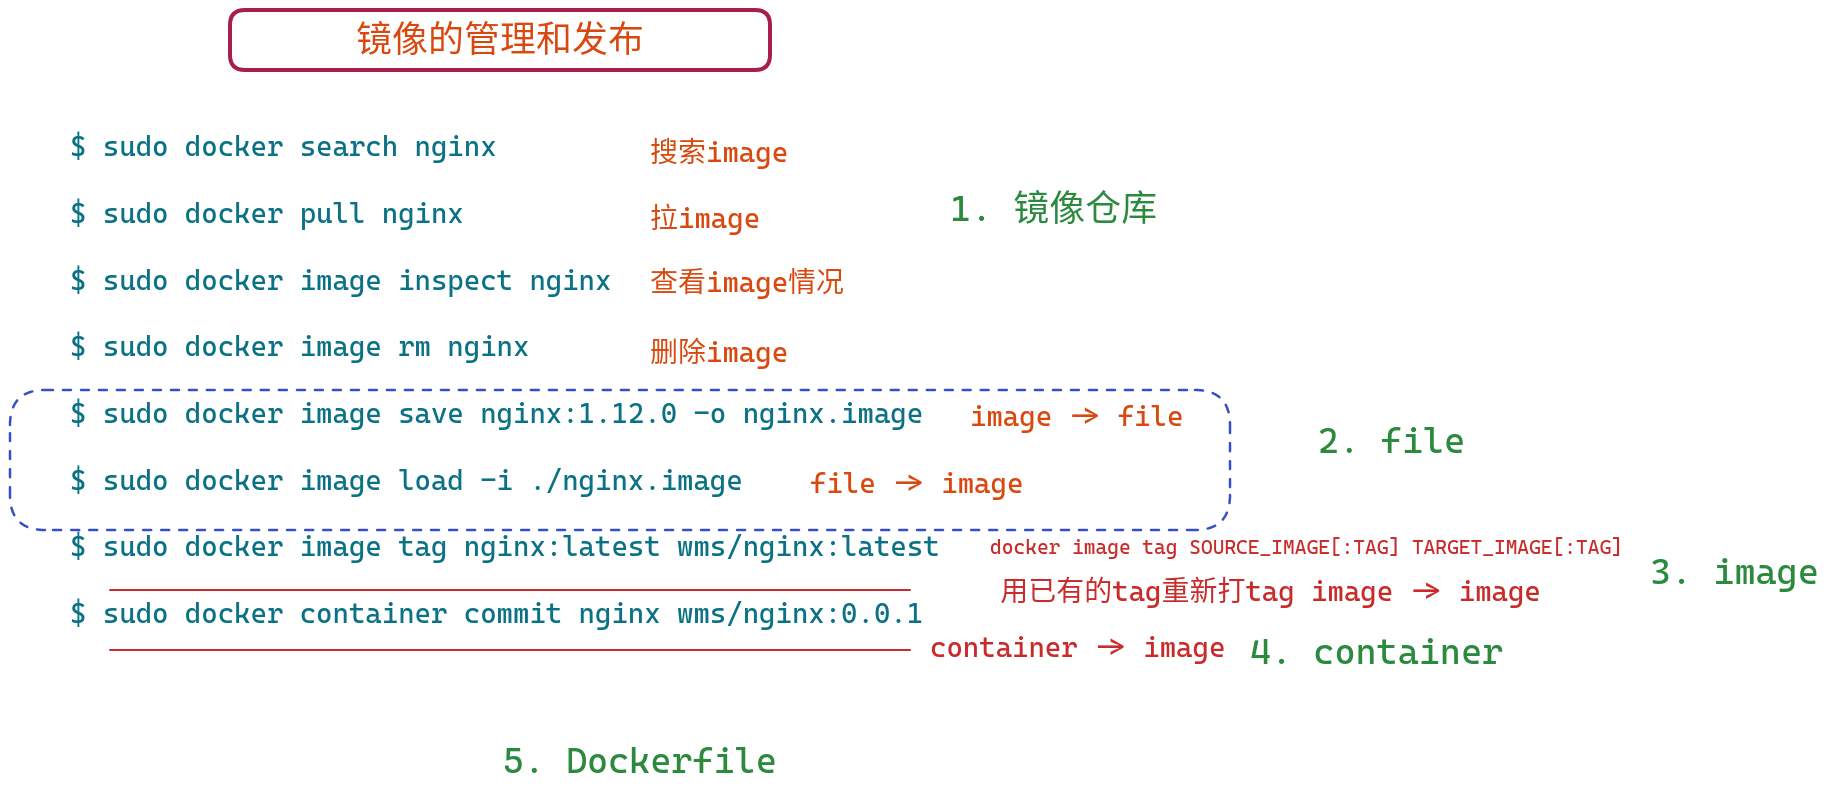 镜像的管理和发布
$ sudo docker search nginx 搜索image
$ sudo docker pull nginx 拉image
1. 镜像仓库
$ sudo docker image inspect nginx 查看image情况
$ sudo docker image rm nginx 删除image
$ sudo docker image save nginx:1.12.0 -o nginx.image image -> file
2. file
$ sudo docker image load -i ./nginx.image file -> image
$ sudo docker image tag nginx:latest wms/nginx:latest docker image tag SOURCE_IMAGE[:TAG] TARGET_IMAGE[:TAG]
用已有的tag重新打tag image -> image
3. image
$ sudo docker container commit nginx wms/nginx:0.0.1
container -> image
4. container
5. Dockerfile